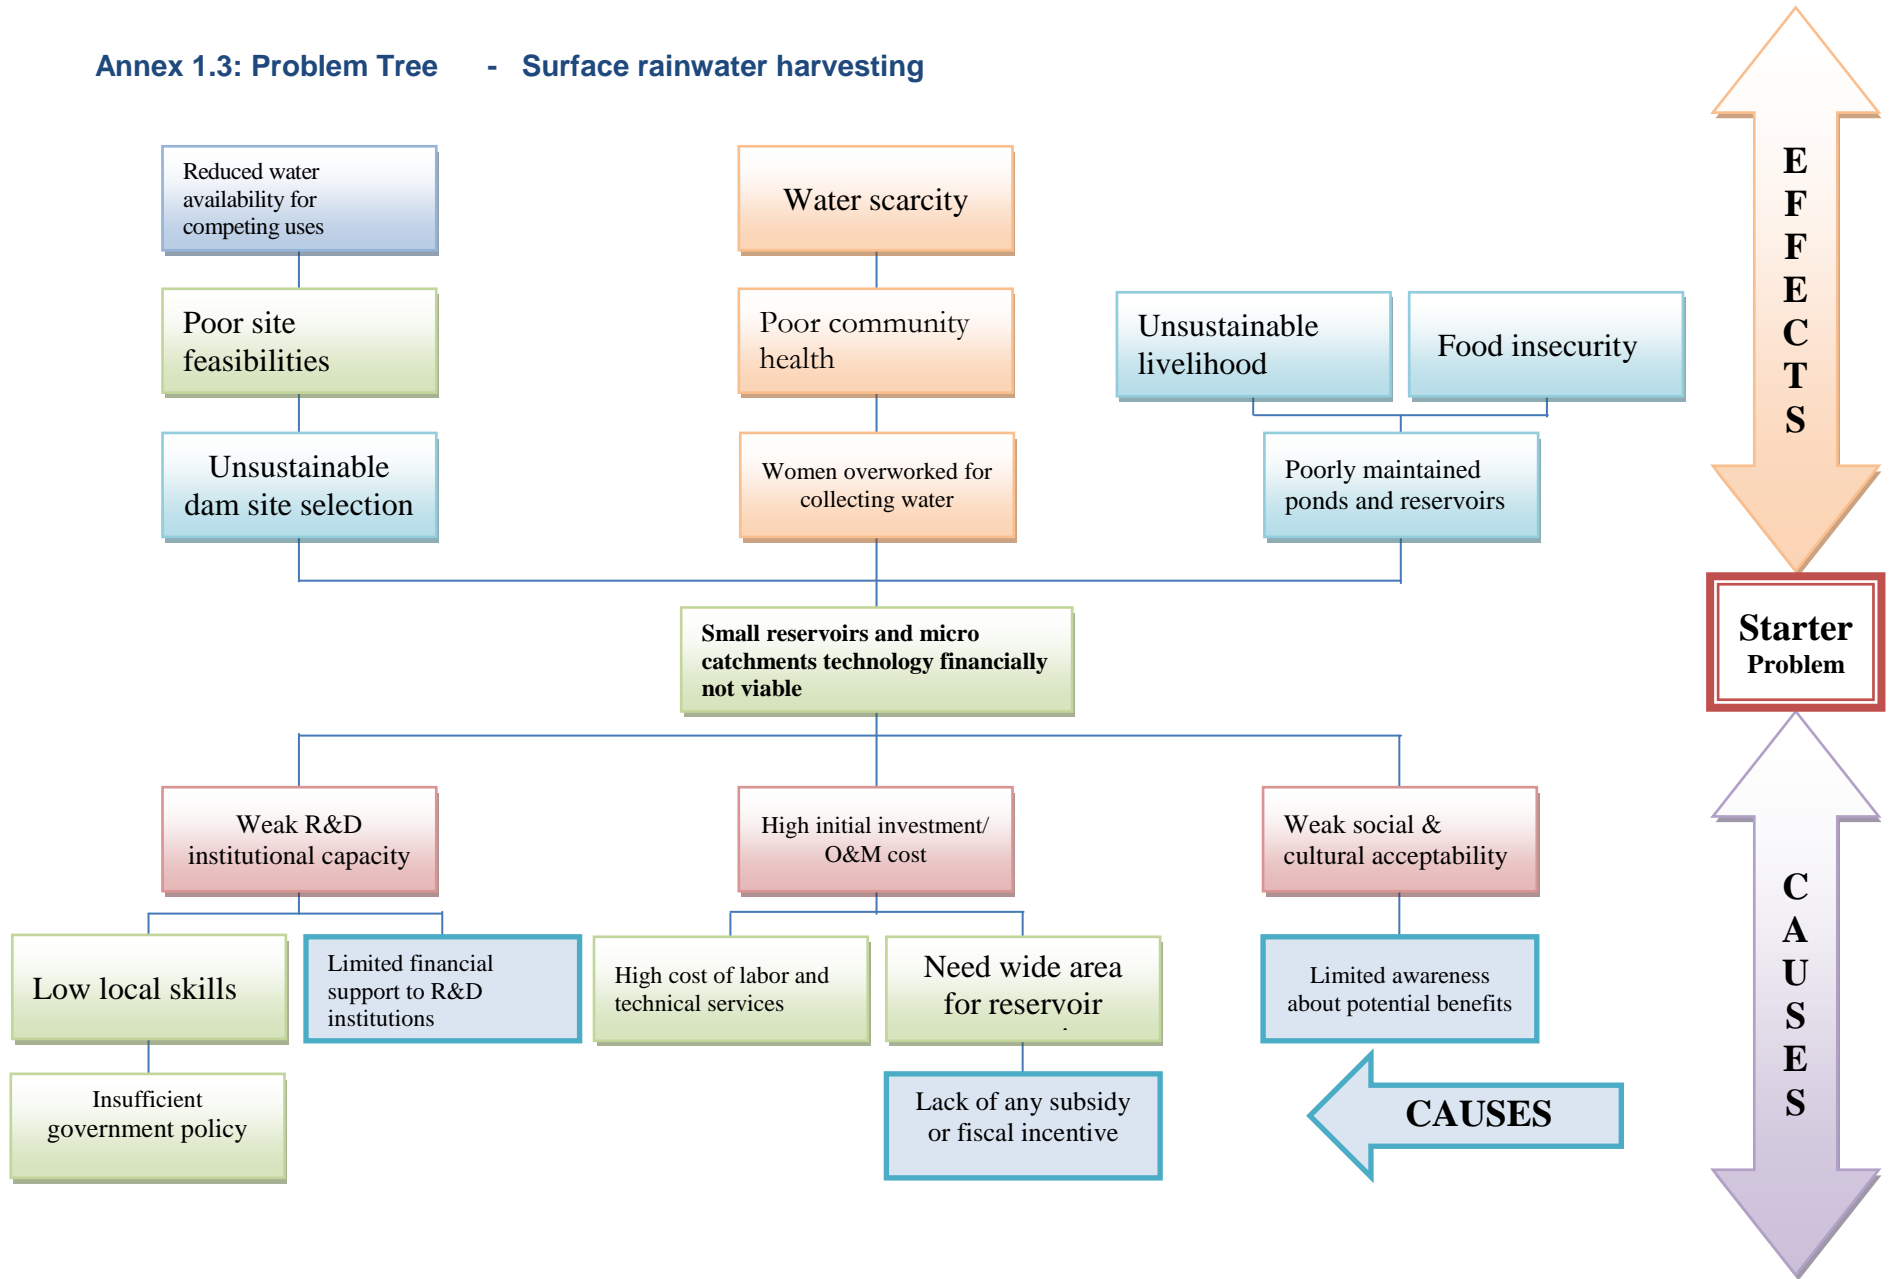 Annex 1.3: Problem Tree - Surface rainwater harvesting
Reduced water
availability for
competing uses
Water scarcity
Poor site
feasibilities
Poor community
health
Unsustainable
livelihood
Food insecurity
Unsustainable
dam site selection
Women overworked for
collecting water
Poorly maintained
ponds and reservoirs
E
F
F
E
C
T
S
Small reservoirs and micro
catchments technology financially
not viable
Starter
Problem
Weak R&D
institutional capacity
High initial investment/
O&M cost
Weak social &
cultural acceptability
Low local skills
Limited financial
support to R&D
institutions
High cost of labor and
technical services
Need wide area
for reservoir
Limited awareness
about potential benefits
Insufficient
government policy
Lack of any subsidy
or fiscal incentive
CAUSES
C
A
U
S
E
S